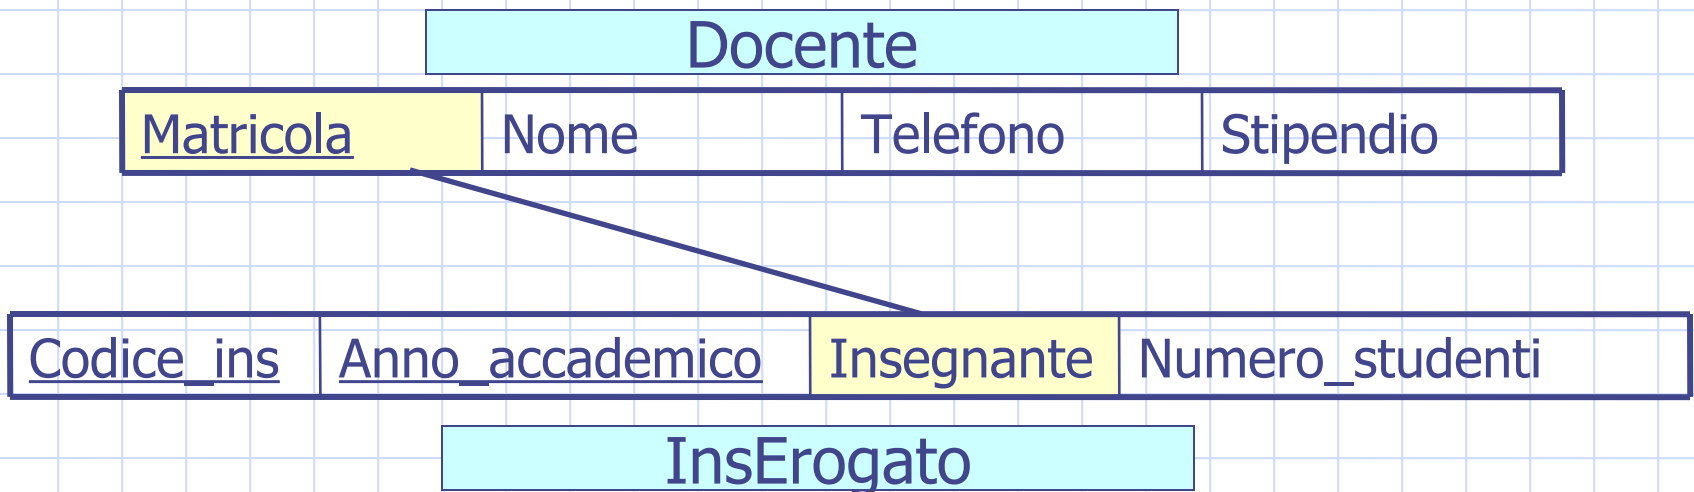 Docente
Matricola Nome Telefono Stipendio
Codice_ins Anno_accademico Insegnante Numero_studenti
InsErogato